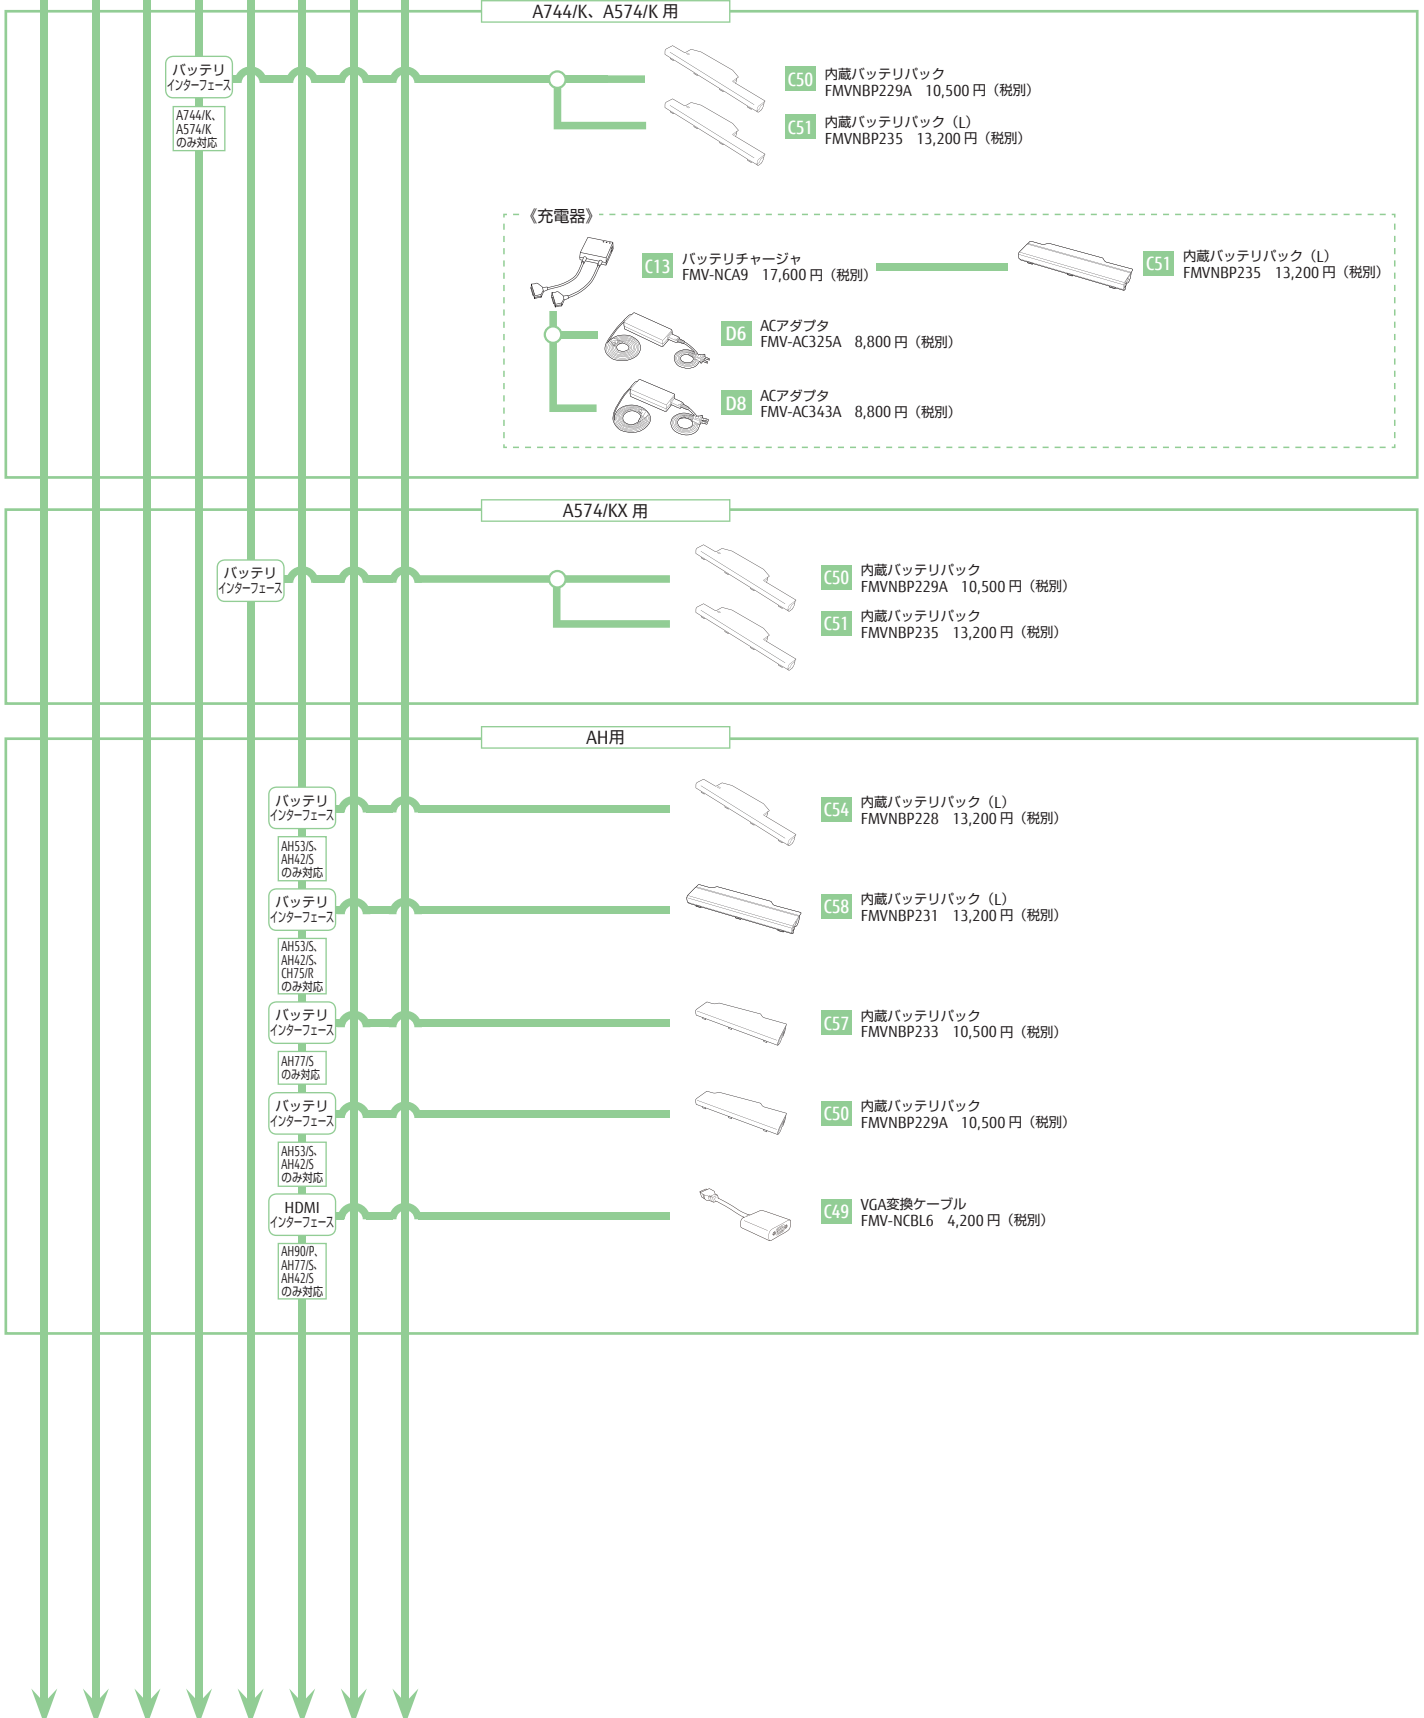 A744/K、A574/K 用
バッテリ
インターフェース
A744/K、
A574/K
のみ対応
C50
内蔵バッテリパック
FMVNBP229A 10,500 円（税別）
C51
内蔵バッテリパック（L）
FMVNBP235 13,200 円（税別）
《充電器》
C13
バッテリチャージャ
FMV-NCA9 17,600 円（税別）
C51
内蔵バッテリパック（L）
FMVNBP235 13,200 円（税別）
D6
ACアダプタ
FMV-AC325A 8,800 円（税別）
D8
ACアダプタ
FMV-AC343A 8,800 円（税別）
A574/KX 用
バッテリ
インターフェース
C50
内蔵バッテリパック
FMVNBP229A 10,500 円（税別）
C51
内蔵バッテリパック
FMVNBP235 13,200 円（税別）
AH用
バッテリ
インターフェース
AH53/S、
AH42/S
のみ対応
C54
内蔵バッテリパック（L）
FMVNBP228 13,200 円（税別）
バッテリ
インターフェース
AH53/S、
AH42/S、
CH75/R
のみ対応
C58
内蔵バッテリパック（L）
FMVNBP231 13,200 円（税別）
バッテリ
インターフェース
AH77/S
のみ対応
C57
内蔵バッテリパック
FMVNBP233 10,500 円（税別）
バッテリ
インターフェース
AH53/S、
AH42/S
のみ対応
C50
内蔵バッテリパック
FMVNBP229A 10,500 円（税別）
HDMI
インターフェース
AH90/P、
AH77/S、
AH42/S
のみ対応
C49
VGA変換ケーブル
FMV-NCBL6 4,200 円（税別）